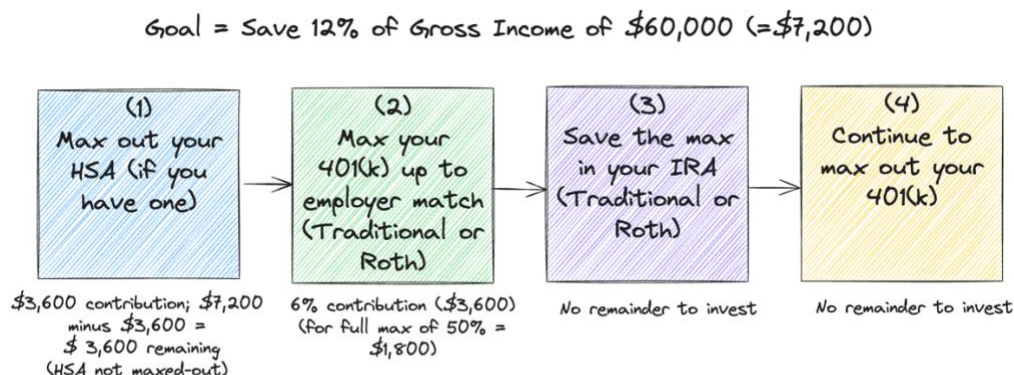 Goal = Save 12% of Gross Income of $60,000 (=$7,200)
(1)
Max out your
HSA (if you
have one)
(2)
Max your
401(k) up to
employer match
(Traditional or
Roth)
(3)
Save the max
in your IRA
(Traditional or
Roth)
(4)
Continue to
max out your
401(k)
$3,600 contribution; $7,200
minus $3,600 =
$ 3,600 remaining
(HSA not maxed-out)
6% contribution ($3,600)
(for full max of 50% =
$1,800)
No remainder to invest
No remainder to invest